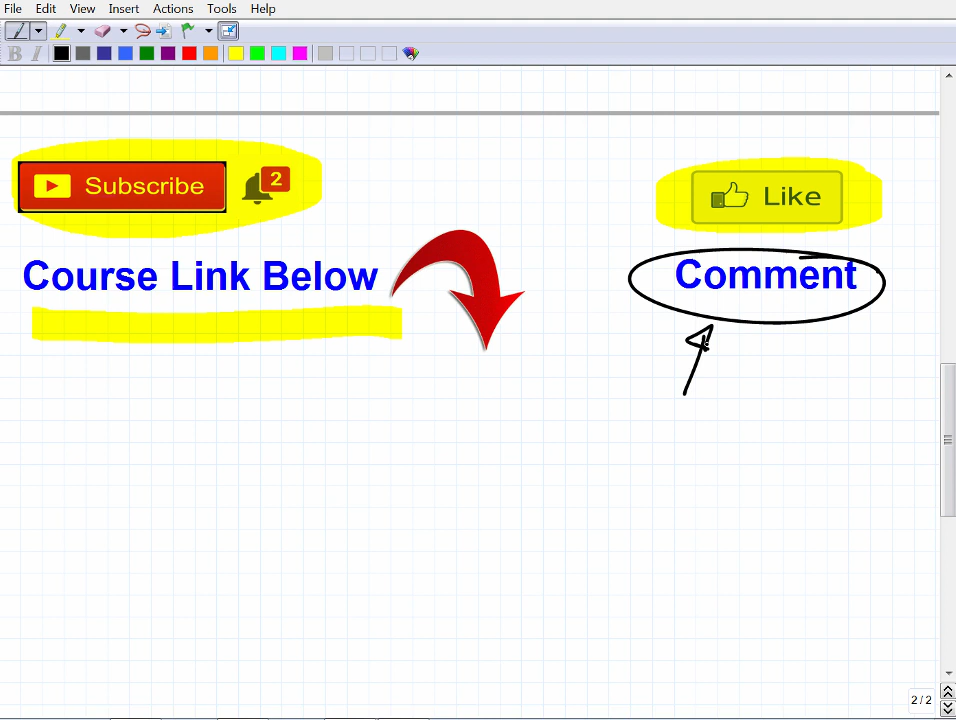 File Edit View Insert Actions Tools Help
B I
Subscribe 2
Like
Course Link Below
Comment
2 / 2